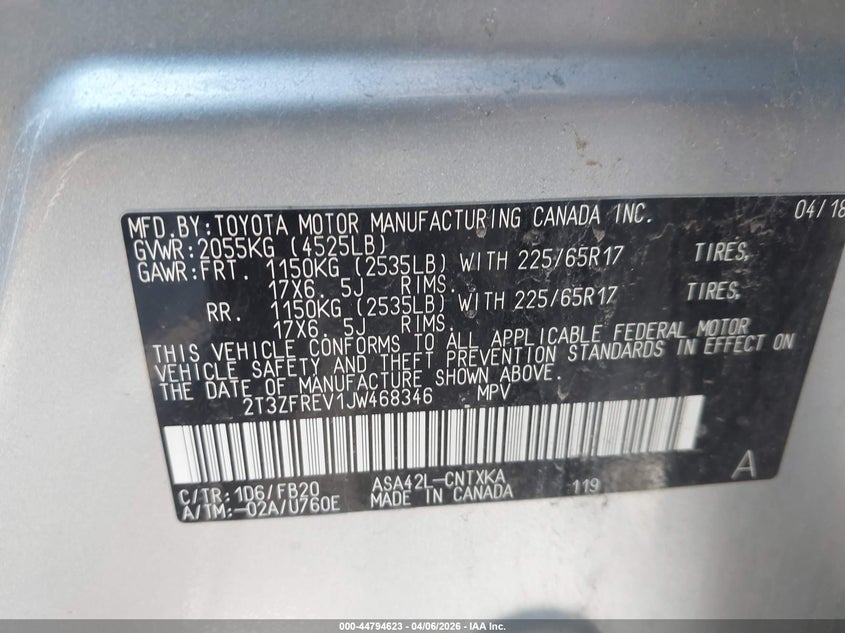 MFD.BY:TOYOTA MOTOR MANUFACTURING CANADA INC. 04/18
GVWR:2055KG (4525LB)
GAWR:FRT. 1150KG (2535LB) WITH 225/65R17 TIRES,
17X6. 5J RIMS.
RR. 1150KG (2535LB) WITH 225/65R17 TIRES,
17X6. 5J RIMS.
THIS VEHICLE CONFORMS TO ALL APPLICABLE FEDERAL MOTOR
VEHICLE SAFETY AND THEFT PREVENTION STANDARDS IN EFFECT ON
THE DATE OF MANUFACTURE SHOWN ABOVE.
2T3ZFREV1JW468346 MPV
A
C/TR:1D6/FB20 ASA42L-CNTXKA 119
A/TM:-02A/U760E MADE IN CANADA
000-44794623 | 04/06/2026 - IAA Inc.